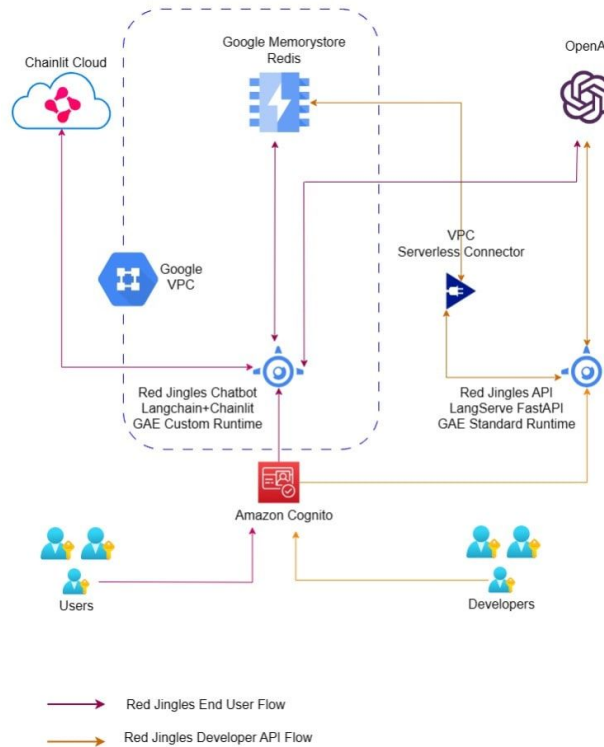 Google Memorystore
Redis
Chainlit Cloud
OpenA
VPC
Serverless Connector
Google
VPC
Red Jingles Chatbot
Langchain+Chainlit
GAE Custom Runtime
Red Jingles API
LangServe FastAPI
GAE Standard Runtime
Amazon Cognito
Users
Developers
Red Jingles End User Flow
Red Jingles Developer API Flow